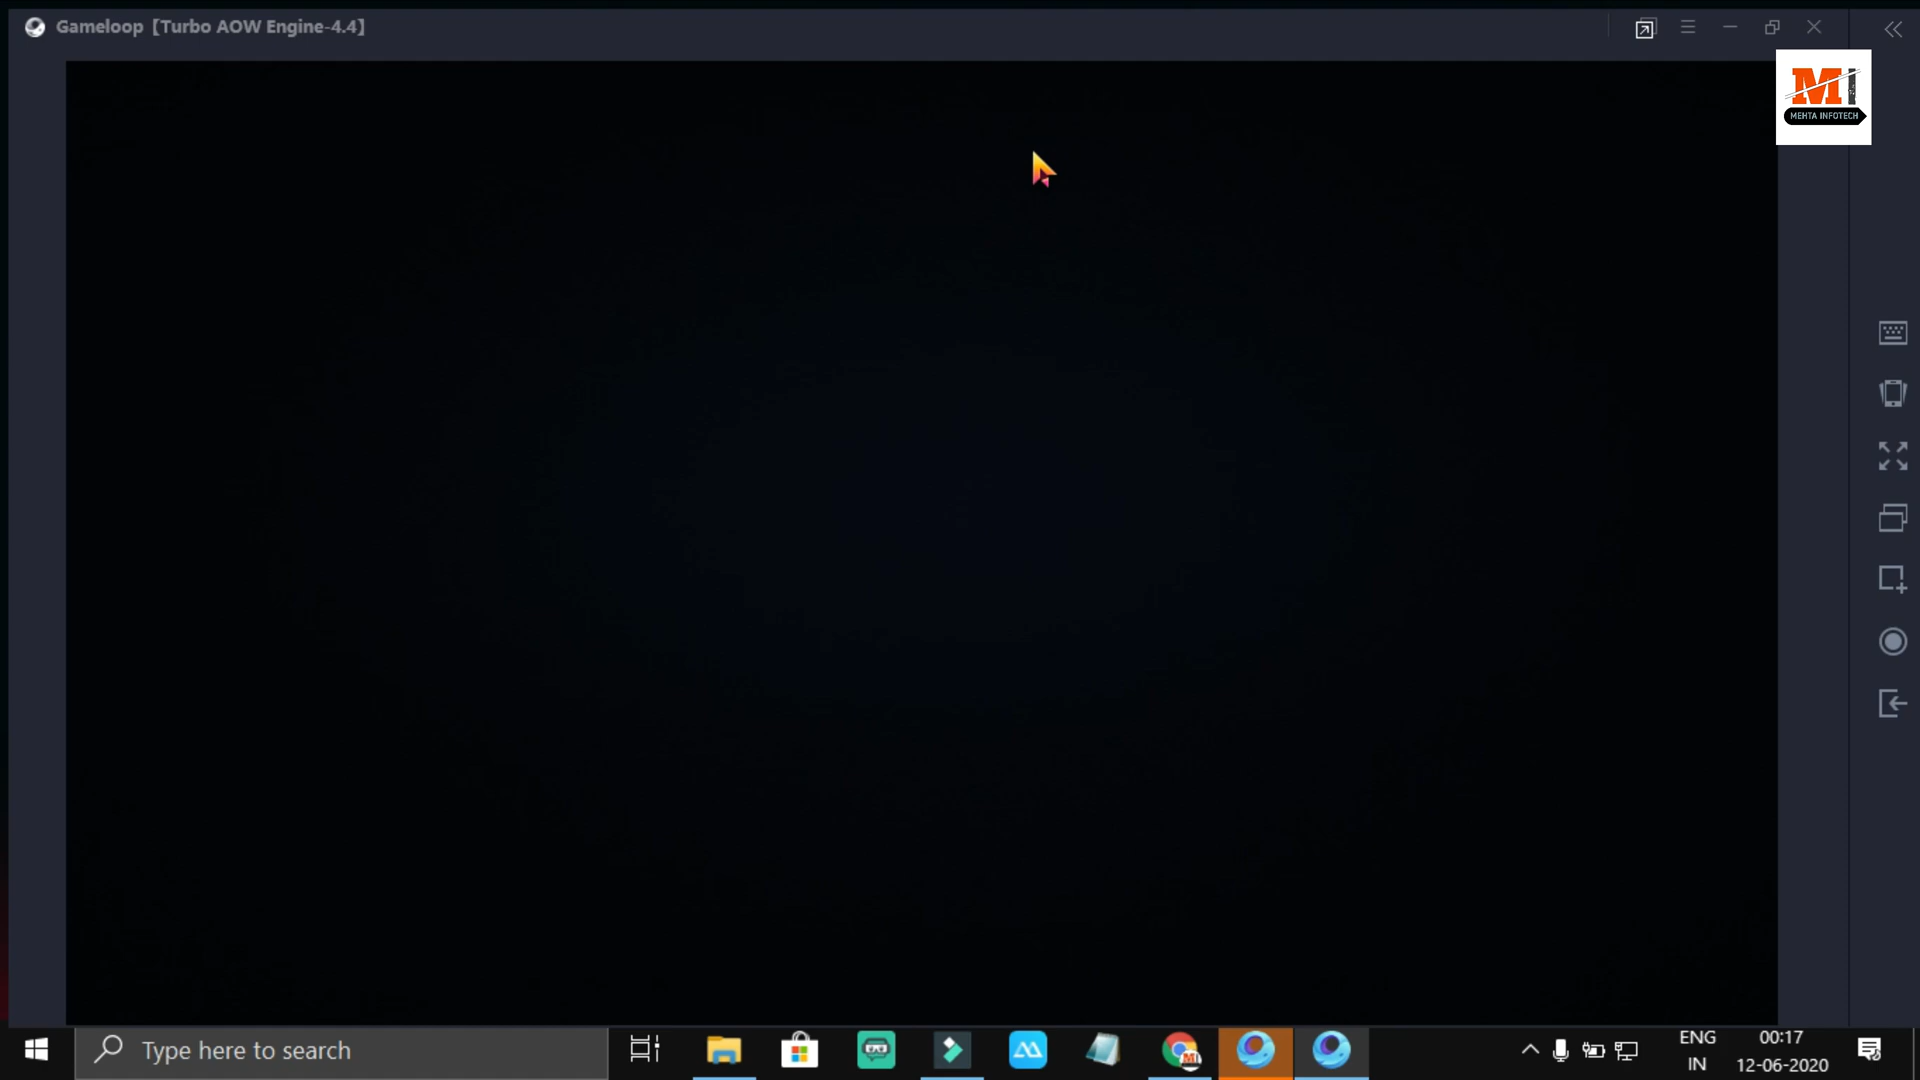 Gameloop【Turbo AOW Engine-4.4】
MI
MEHTA INFOTECH
Type here to search
ENG
IN
00:17
12-06-2020